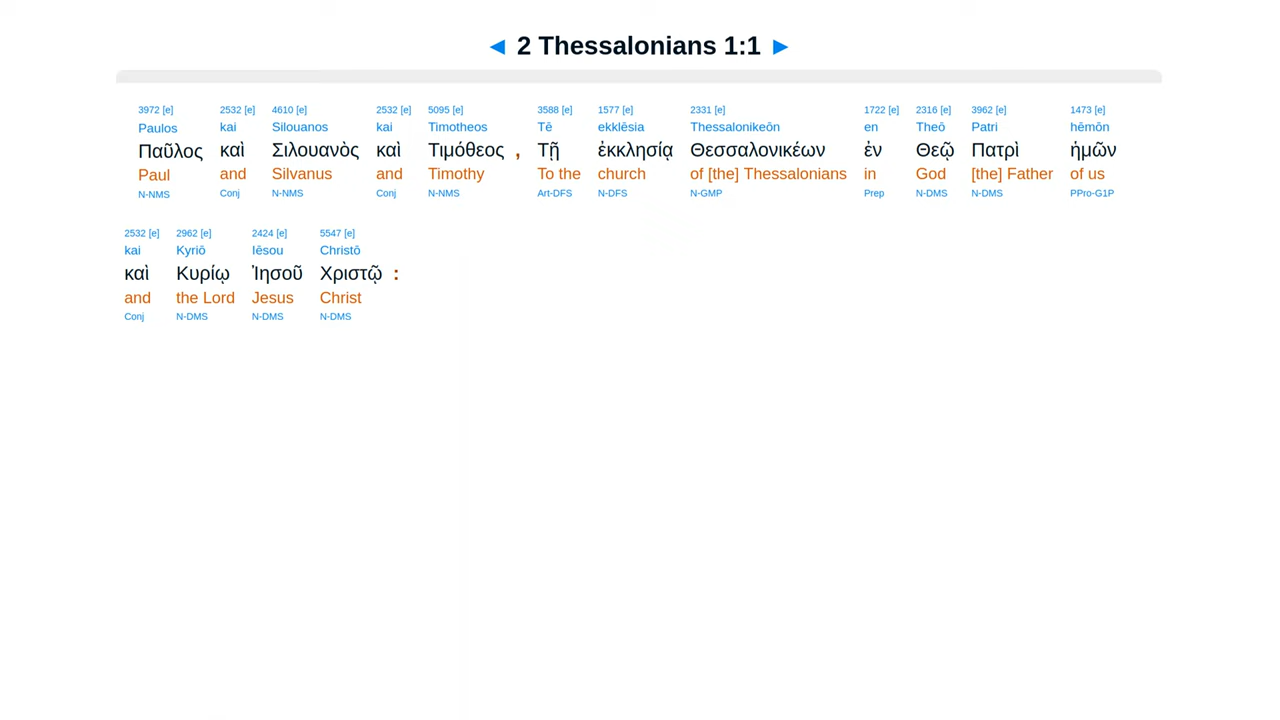 ◄ 2 Thessalonians 1:1 ►
3972 [e] 2532 [e] 4610 [e] 2532 [e] 5095 [e] 3588 [e] 1577 [e] 2331 [e] 1722 [e] 2316 [e] 3962 [e] 1473 [e]
Paulos kai Silouanos kai Timotheos Tē ekklēsia Thessalonikeōn en Theō Patri hēmōn
Παῦλος καὶ Σιλουανὸς καὶ Τιμόθεος , Τῇ ἐκκλησίᾳ Θεσσαλονικέων ἐν Θεῷ Πατρὶ ἡμῶν
Paul and Silvanus and Timothy To the church of [the] Thessalonians in God [the] Father of us
N-NMS Conj N-NMS Conj N-NMS Art-DFS N-DFS N-GMP Prep N-DMS N-DMS PPro-G1P
2532 [e] 2962 [e] 2424 [e] 5547 [e]
kai Kyriō Iēsou Christō
καὶ Κυρίῳ Ἰησοῦ Χριστῷ :
and the Lord Jesus Christ
Conj N-DMS N-DMS N-DMS